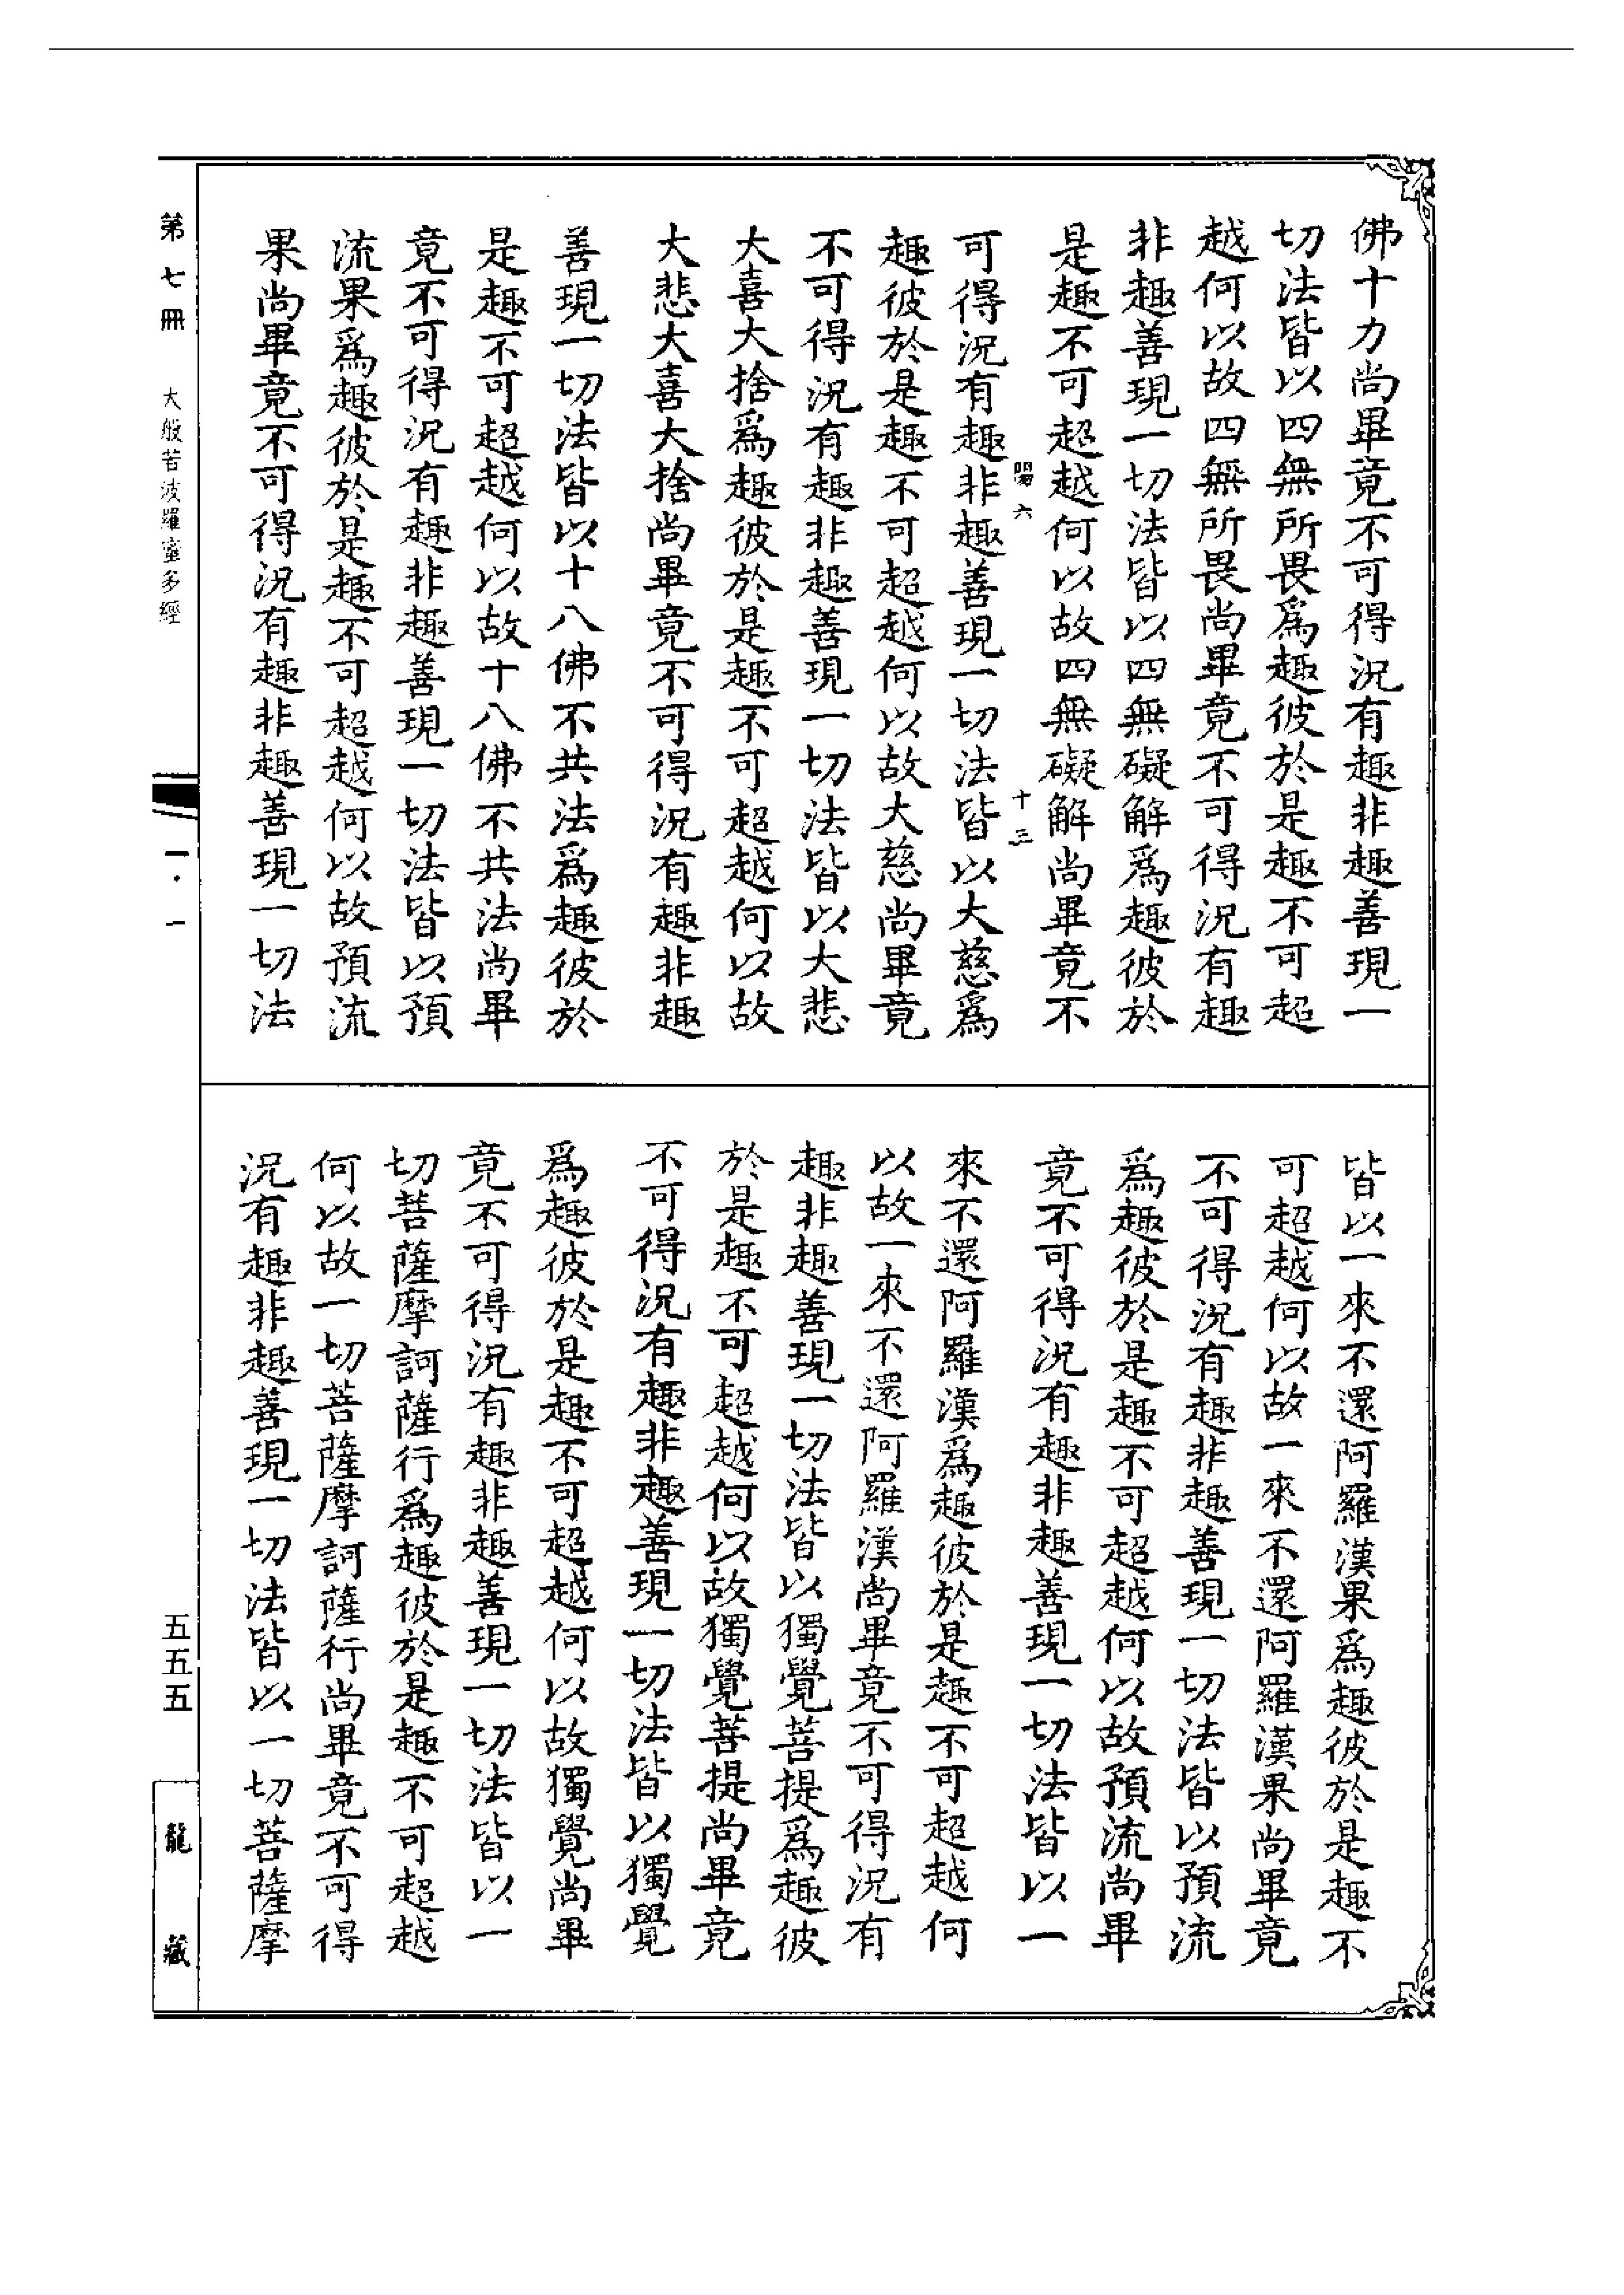 佛十力尚畢竟不可得況有趣非趣善現一
切法皆以四無所畏爲趣彼於是趣不可超
越何以故四無所畏尚畢竟不可得況有趣
非趣善現一切法皆以四無礙解爲趣彼於
是趣不可超越何以故四無礙解尚畢竟不
十三
可得況有趣非趣善現一切法皆以大慈爲
趣彼於是趣不可超越何以故大慈尚畢竟
不可得況有趣非趣善現一切法皆以大悲
大喜大捨爲趣彼於是趣不可超越何以故
大悲大喜大捨尚畢竟不可得況有趣非趣
善現一切法皆以十八佛不共法爲趣彼於
是趣不可超越何以故十八佛不共法尚畢
竟不可得況有趣非趣善現一切法皆以預
流果爲趣彼於是趣不可超越何以故預流
果尚畢竟不可得況有趣非趣善現一切法
皆以一來不還阿羅漢果爲趣彼於是趣不
可超越何以故一來不還阿羅漢果尚畢竟
不可得況有趣非趣善現一切法皆以預流
爲趣彼於是趣不可超越何以故預流尚畢
竟不可得況有趣非趣善現一切法皆以一
來不還阿羅漢爲趣彼於是趣不可超越何
以故一來不還阿羅漢尚畢竟不可得況有
趣非趣善現一切法皆以獨覺菩提爲趣彼
於是趣不可超越何以故獨覺菩提尚畢竟
不可得況有趣非趣善現一切法皆以獨覺
爲趣彼於是趣不可超越何以故獨覺尚畢
竟不可得況有趣非趣善現一切法皆以一
切菩薩摩訶薩行爲趣彼於是趣不可超越
何以故一切菩薩摩訶薩行尚畢竟不可得
況有趣非趣善現一切法皆以一切菩薩摩
第七冊 大般若波羅蜜多經
一·一
五五五
龍藏